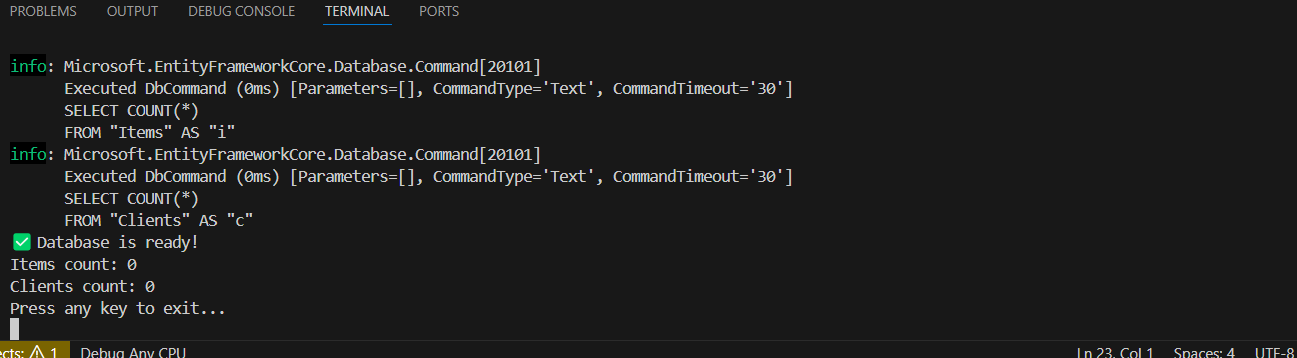 PROBLEMS OUTPUT DEBUG CONSOLE TERMINAL PORTS
info: Microsoft.EntityFrameworkCore.Database.Command[20101]
Executed DbCommand (0ms) [Parameters=[], CommandType='Text', CommandTimeout='30']
SELECT COUNT(*)
FROM "Items" AS "i"
info: Microsoft.EntityFrameworkCore.Database.Command[20101]
Executed DbCommand (0ms) [Parameters=[], CommandType='Text', CommandTimeout='30']
SELECT COUNT(*)
FROM "Clients" AS "c"
✅ Database is ready!
Items count: 0
Clients count: 0
Press any key to exit...
ects: ⚠ 1 Debug Any CPU Ln 23, Col 1 Spaces: 4 UTF-8